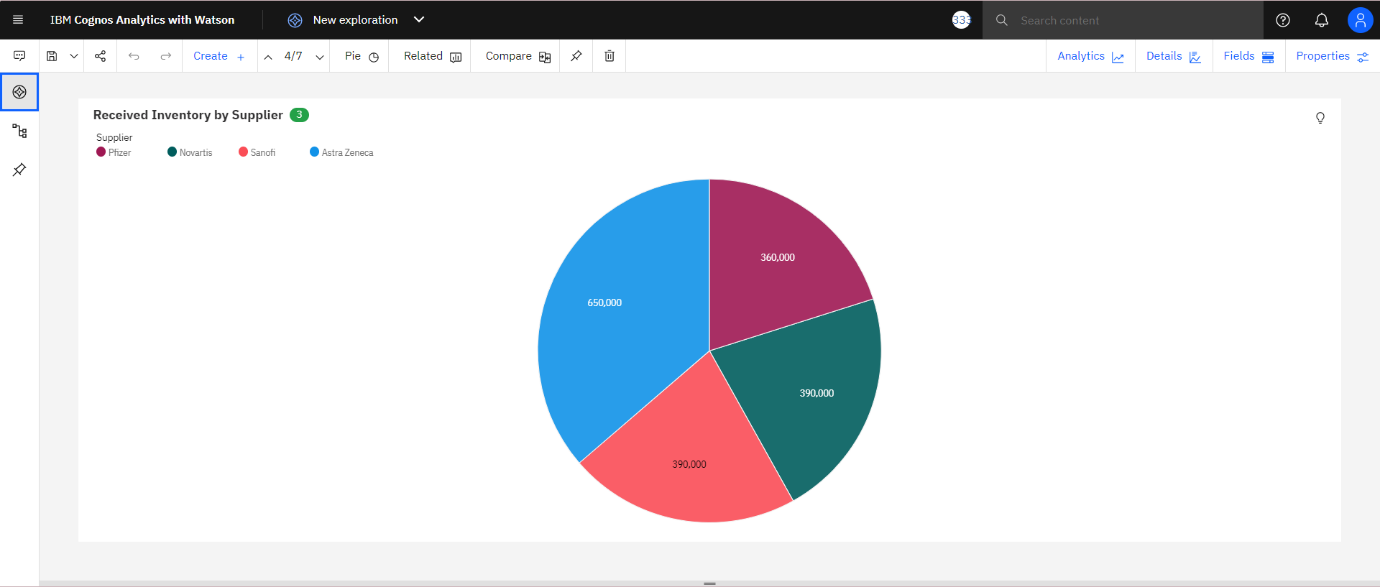 IBM Cognos Analytics with Watson
New exploration
333
Search content
Create +
4/7
Pie
Related
Compare
Analytics
Details
Fields
Properties
Received Inventory by Supplier 3
Supplier
Pfizer Novartis Sanofi Astra Zeneca
360,000
650,000
390,000
390,000